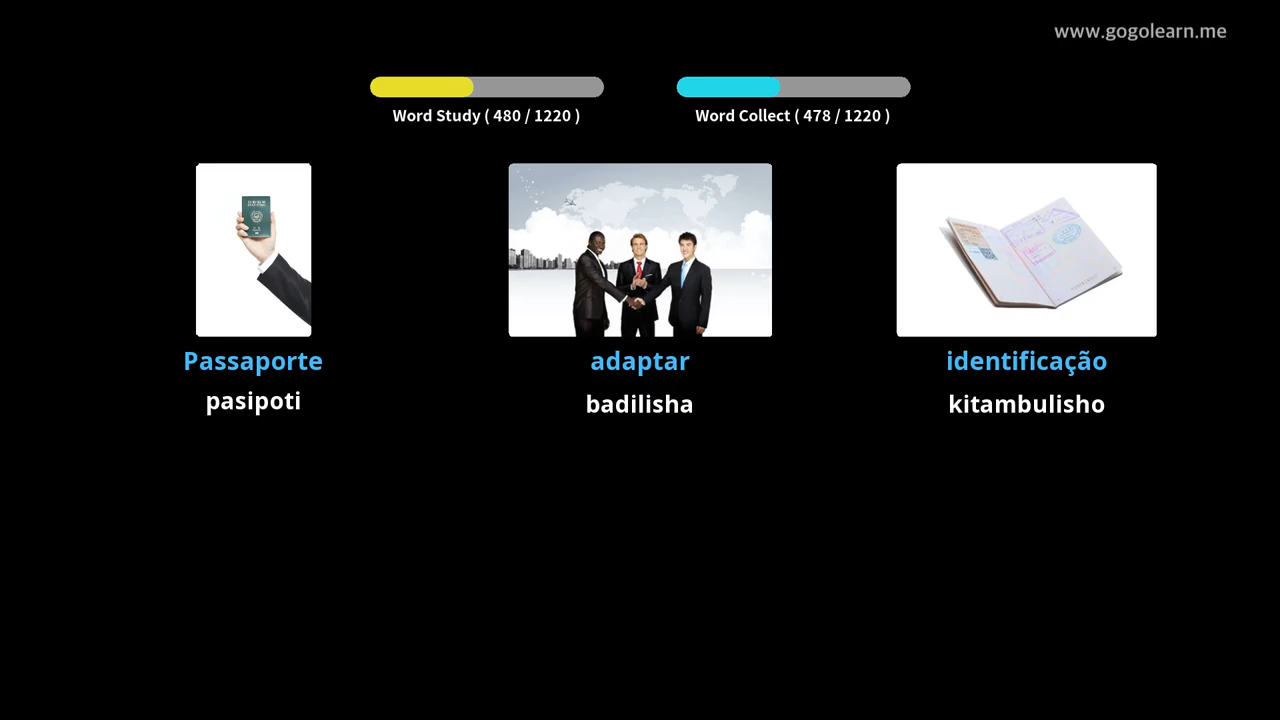 www.gogolearn.me
Word Study ( 480 / 1220 )
Word Collect ( 478 / 1220 )
Passaporte
adaptar
identificação
pasipoti
badilisha
kitambulisho